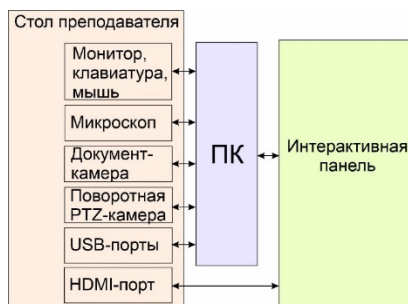 Стол преподавателя
Монитор,
клавиатура,
мышь
Микроскоп
Документ-
камера
Поворотная
PTZ-камера
USB-порты
HDMI-порт
ПК
Интерактивная
панель